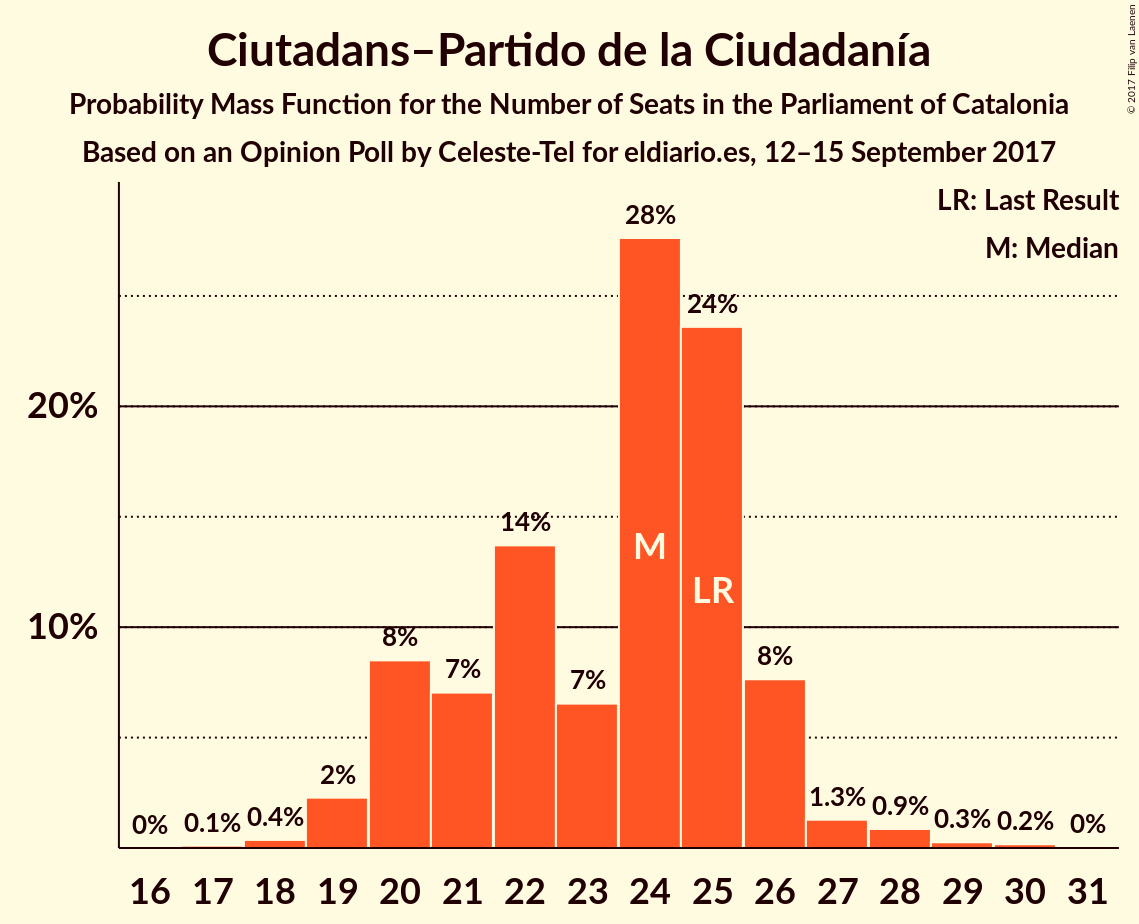 Ciutadans–Partido de la Ciudadanía
Probability Mass Function for the Number of Seats in the Parliament of Catalonia
Based on an Opinion Poll by Celeste-Tel for eldiario.es, 12–15 September 2017
© 2017 Filip van Laenen
LR: Last Result
M: Median
28%
24%
20%
14%
M
LR
10%
8%
7%
7%
8%
2%
0%
0.1%
0.4%
1.3%
0.9%
0.3%
0.2%
0%
16 17 18 19 20 21 22 23 24 25 26 27 28 29 30 31